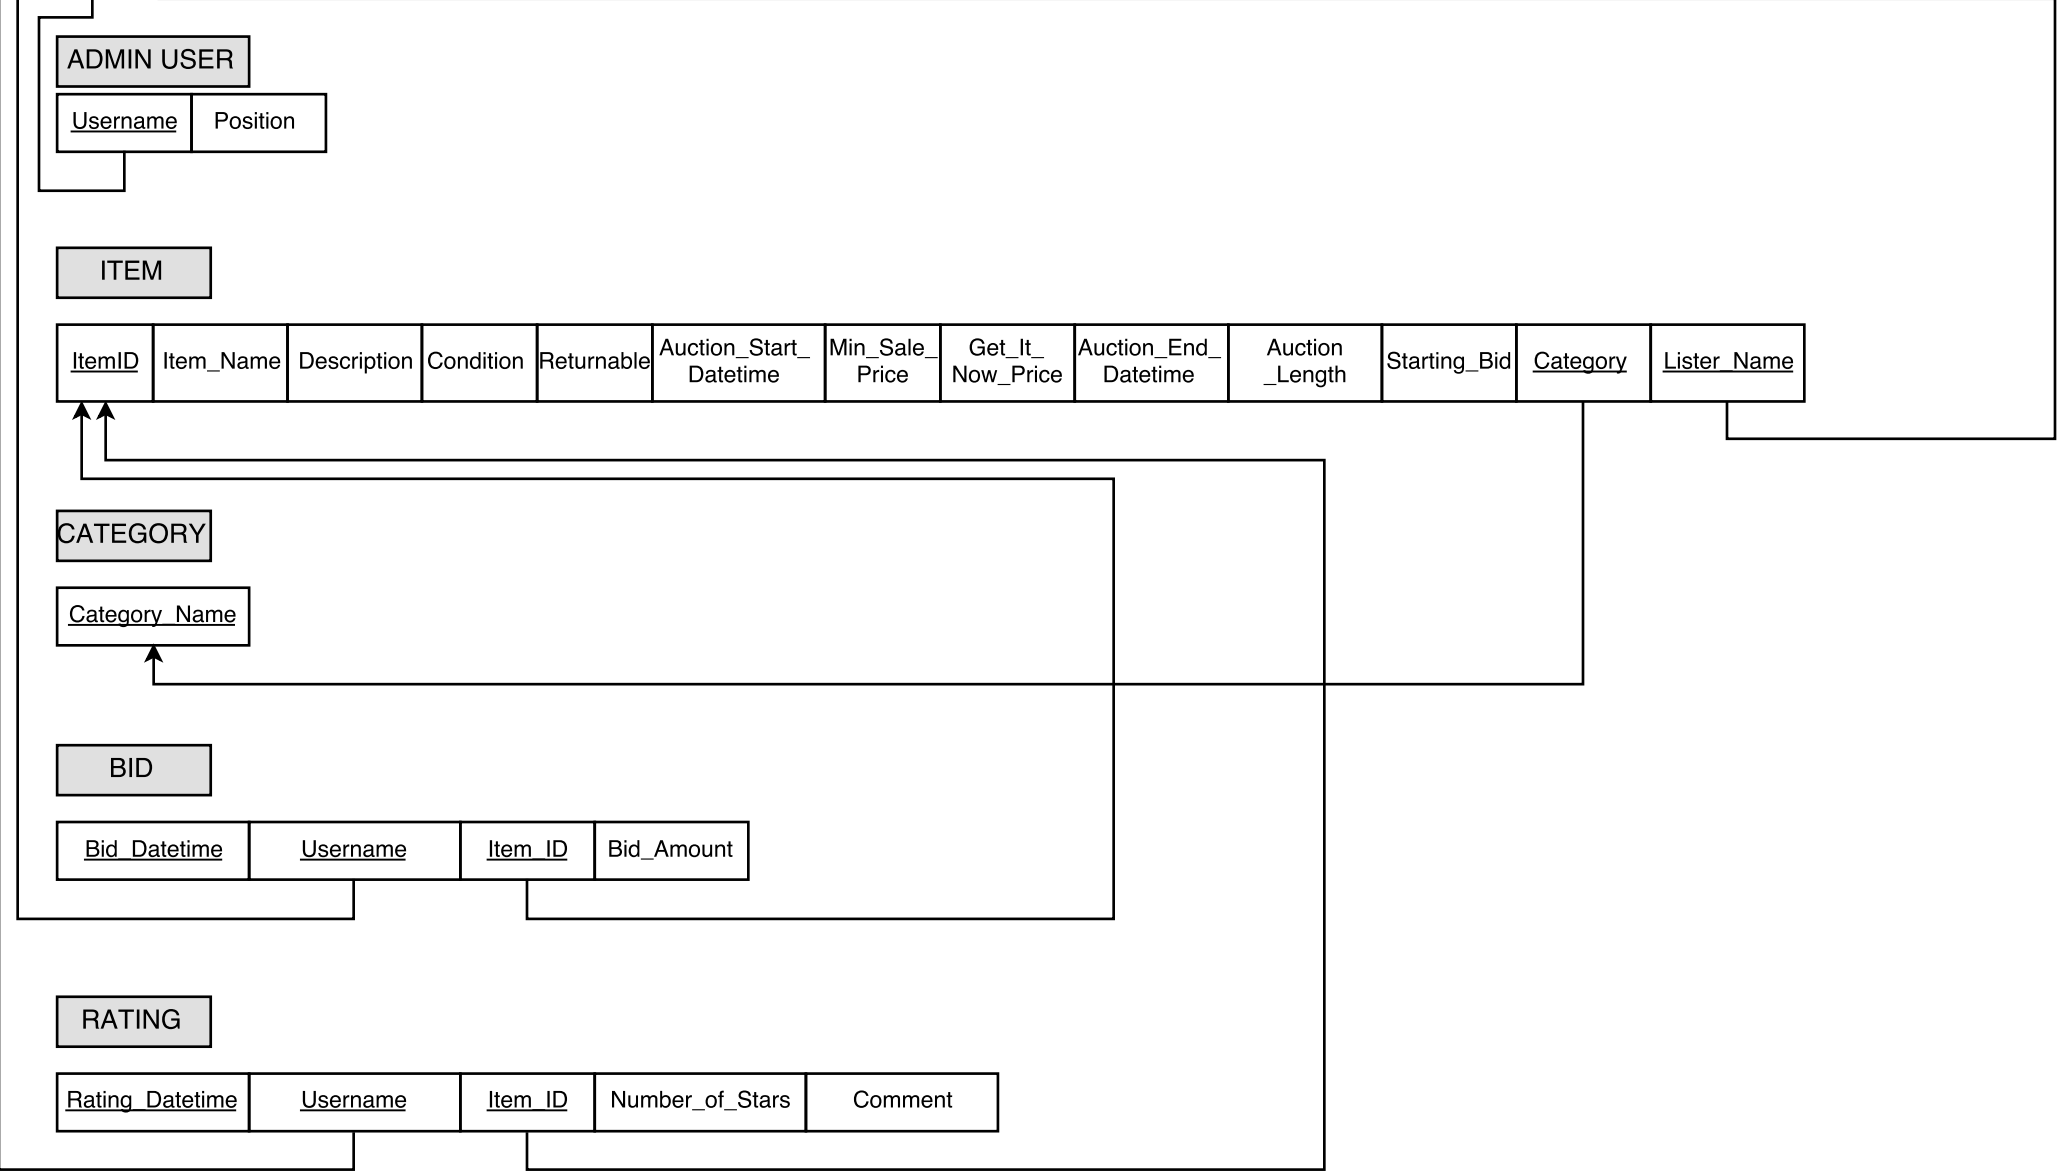 ADMIN USER
Username Position
ITEM
ItemID Item_Name Description Condition Returnable Auction_Start_ Datetime Min_Sale_ Price Get_It_ Now_Price Auction_End_ Datetime Auction _Length Starting_Bid Category Lister_Name
CATEGORY
Category_Name
BID
Bid_Datetime Username Item_ID Bid_Amount
RATING
Rating_Datetime Username Item_ID Number_of_Stars Comment